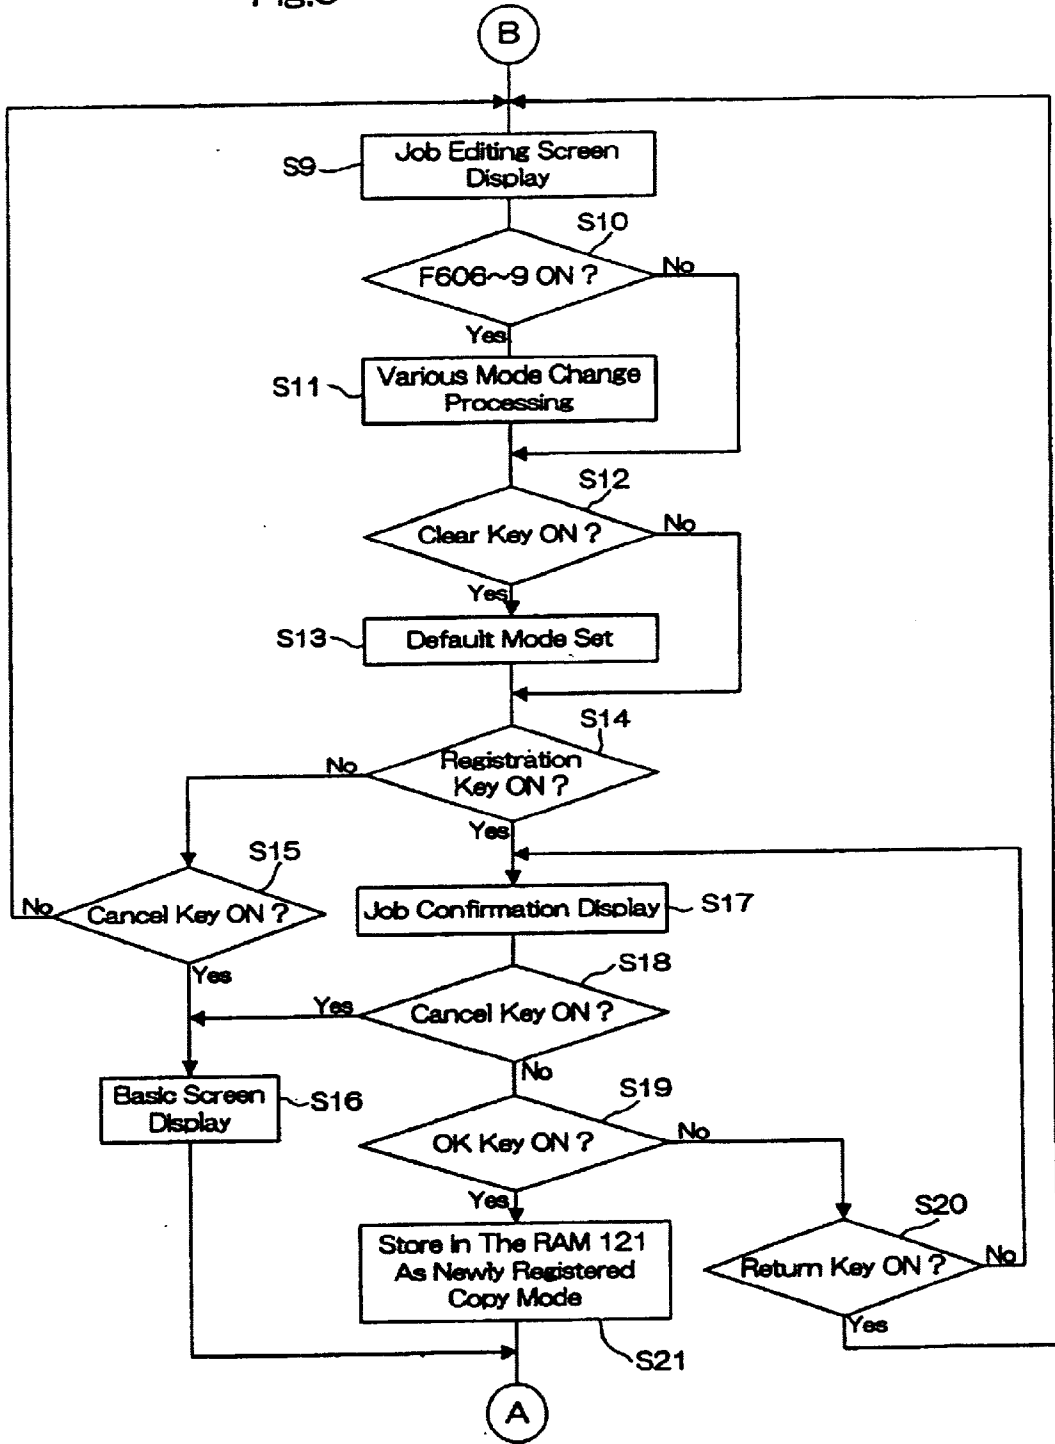 B
Job Editing Screen
Display
S9
S10
F606~9 ON ?
No
Yes
Various Mode Change
Processing
S11
S12
Clear Key ON ?
No
Yes
Default Mode Set
S13
S14
Registration
Key ON ?
No
Yes
S15
Cancel Key ON ?
No
Yes
Job Confirmation Display
S17
S18
Cancel Key ON ?
Yes
No
Basic Screen
Display
S16
S19
OK Key ON ?
No
Yes
S20
Return Key ON ?
No
Yes
Store In The RAM 121
As Newly Registered
Copy Mode
S21
A